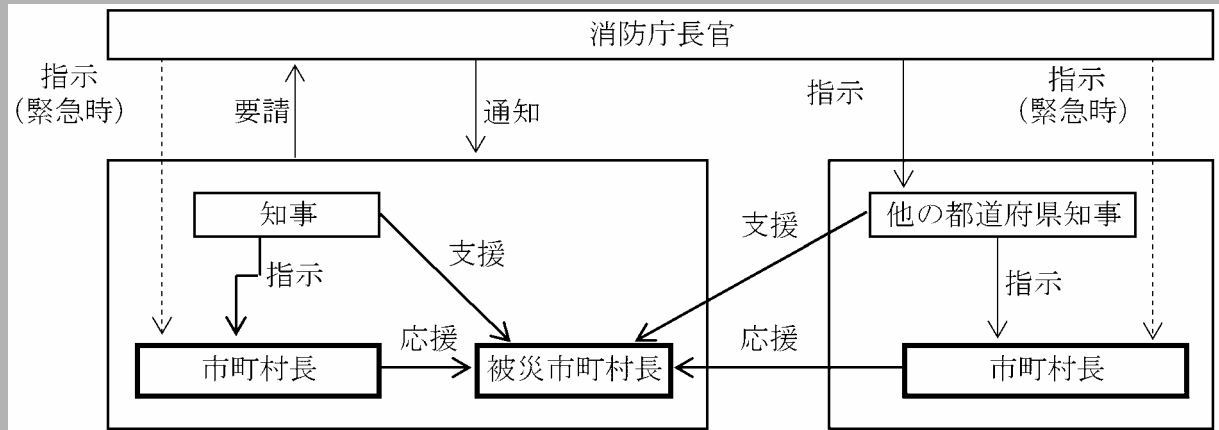 消防庁長官
指示
（緊急時）
要請
通知
指示
指示
（緊急時）
知事
他の都道府県知事
支援
支援
指示
指示
応援
応援
市町村長
被災市町村長
市町村長